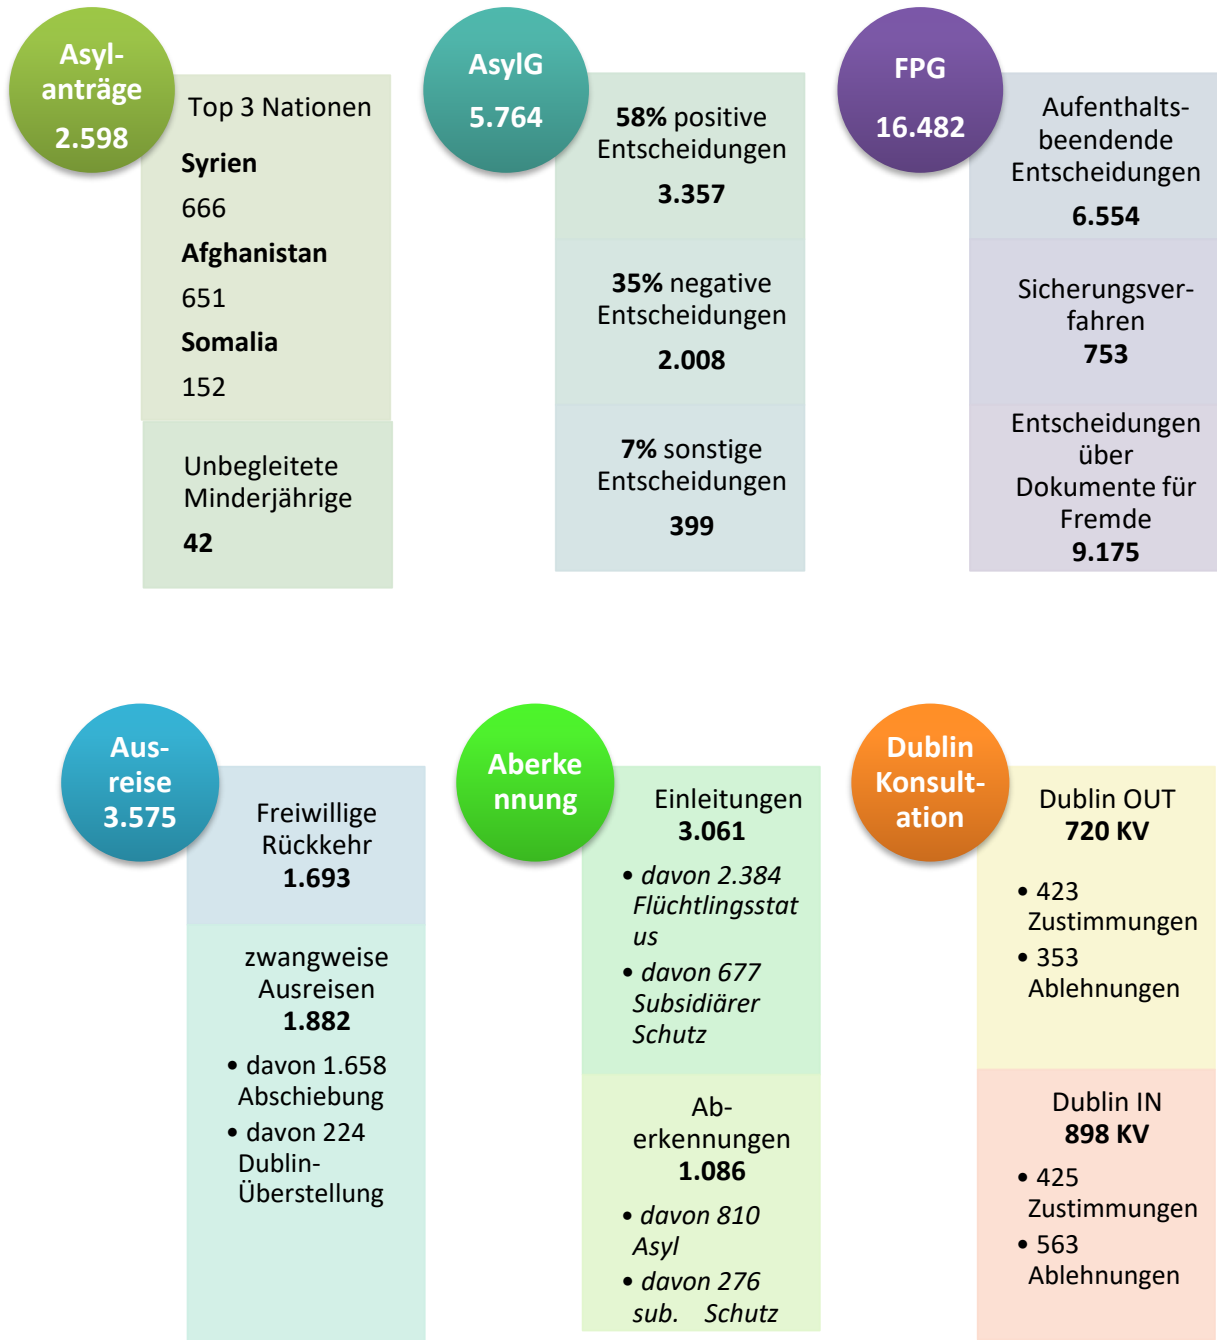 Asyl-
anträge
2.598
Top 3 Nationen
Syrien
666
Afghanistan
651
Somalia
152
Unbegleitete
Minderjährige
42
AsylG
5.764
58% positive
Entscheidungen
3.357
35% negative
Entscheidungen
2.008
7% sonstige
Entscheidungen
399
FPG
16.482
Aufenthalts-
beendende
Entscheidungen
6.554
Sicherungsver-
fahren
753
Entscheidungen
über
Dokumente für
Fremde
9.175
Aus-
reise
3.575
Freiwillige
Rückkehr
1.693
zwangweise
Ausreisen
1.882
• davon 1.658
Abschiebung
• davon 224
Dublin-
Überstellung
Aberke
nnung
Einleitungen
3.061
• davon 2.384
Flüchtlingsstat
us
• davon 677
Subsidiärer
Schutz
Ab-
erkennungen
1.086
• davon 810
Asyl
• davon 276
sub. Schutz
Dublin
Konsult-
ation
Dublin OUT
720 KV
• 423
Zustimmungen
• 353
Ablehnungen
Dublin IN
898 KV
• 425
Zustimmungen
• 563
Ablehnungen